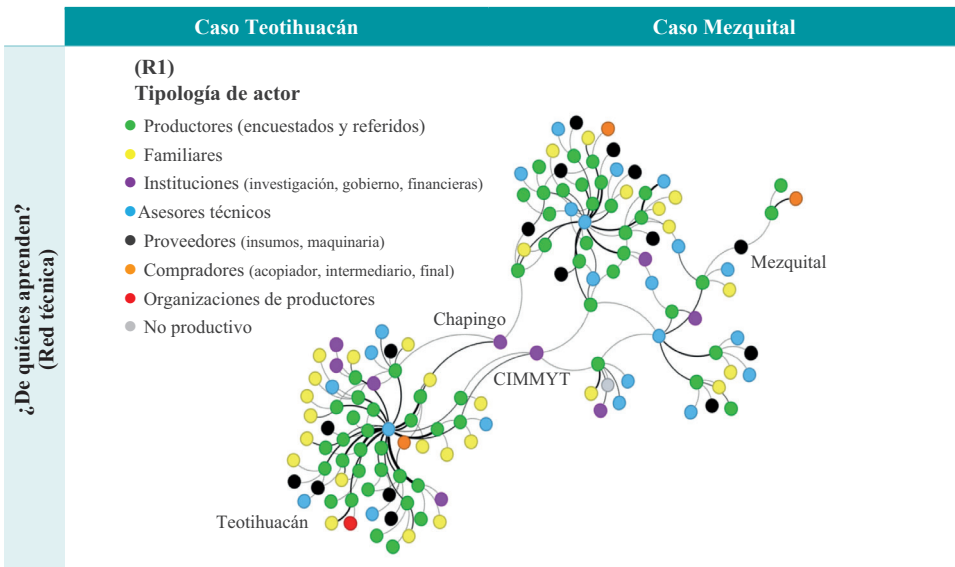 Caso Teotihuacán
Caso Mezquital
¿De quiénes aprenden?
(Red técnica)
(R1)
Tipología de actor
Productores (encuestados y referidos)
Familiares
Instituciones (investigación, gobierno, financieras)
Asesores técnicos
Proveedores (insumos, maquinaria)
Compradores (acopiador, intermediario, final)
Organizaciones de productores
No productivo
Mezquital
Chapingo
CIMMYT
Teotihuacán